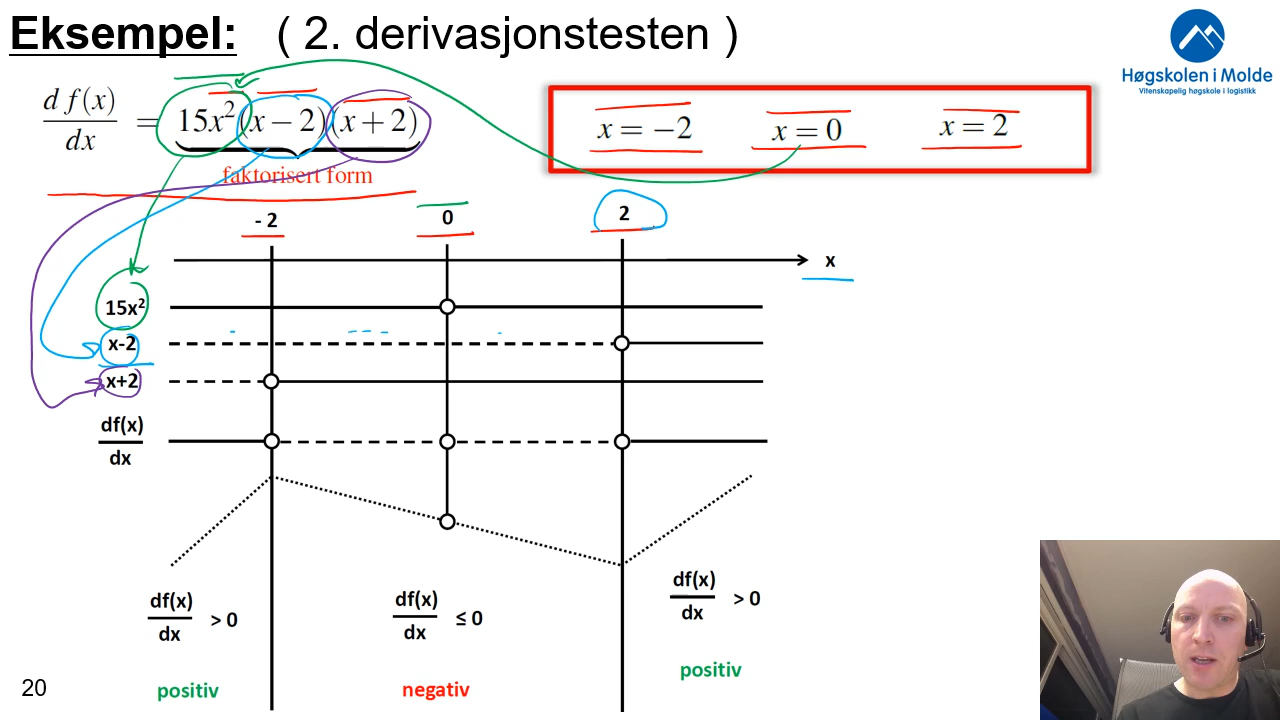 Eksempel: ( 2. derivasjonstesten )
Høgskolen i Molde
Vitenskapelig høgskole i logistikk
d f(x)/dx = 15x²(x − 2)(x + 2)
faktorisert form
x = −2 x = 0 x = 2
- 2 0 2
x
15x²
x-2
x+2
df(x)/dx
df(x)/dx > 0 df(x)/dx ≤ 0 df(x)/dx > 0
positiv negativ positiv
20